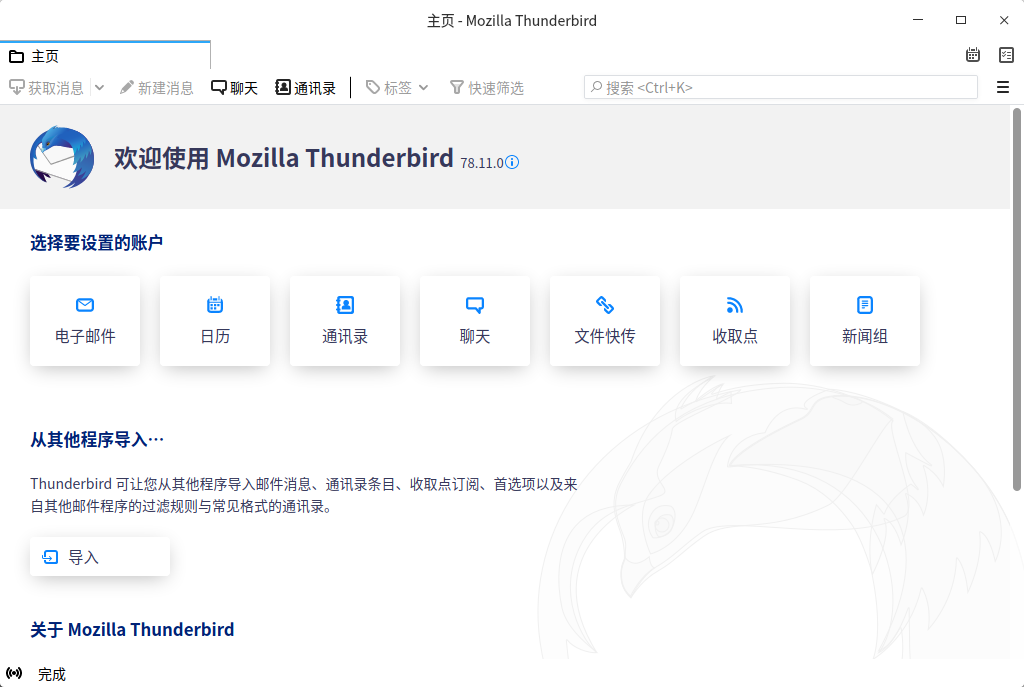 主页 - Mozilla Thunderbird
主页
获取消息 新建消息 聊天 通讯录 标签 快速筛选 搜索 <Ctrl+K>
欢迎使用 Mozilla Thunderbird 78.11.0
选择要设置的账户
电子邮件 日历 通讯录 聊天 文件快传 收取点 新闻组
从其他程序导入…
Thunderbird 可让您从其他程序导入邮件消息、通讯录条目、收取点订阅、首选项以及来
自其他邮件程序的过滤规则与常见格式的通讯录。
导入
关于 Mozilla Thunderbird
完成